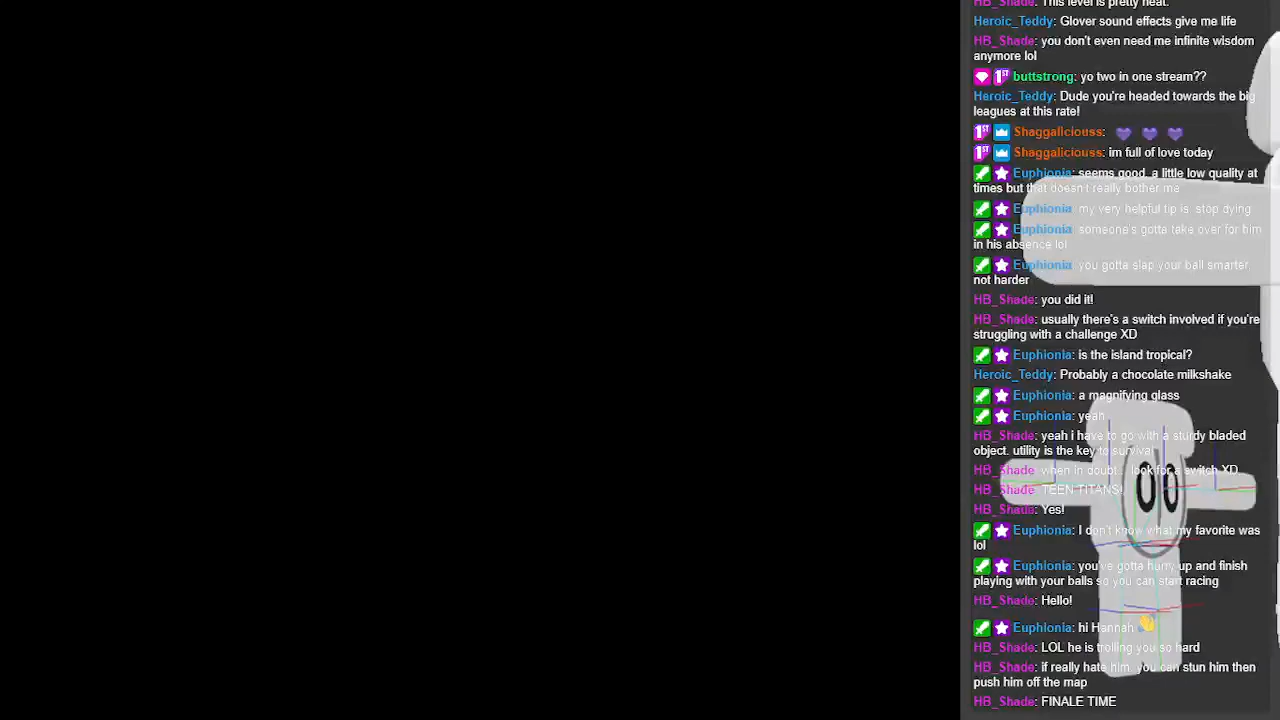 HB_Shade: This level is pretty neat.
Heroic_Teddy: Glover sound effects give me life
HB_Shade: you don't even need me infinite wisdom
anymore lol
buttstrong: yo two in one stream??
Heroic_Teddy: Dude you're headed towards the big
leagues at this rate!
Shaggaliciouss:
Shaggaliciouss: im full of love today
Euphionia: seems good, a little low quality at
times but that doesn't really bother me
Euphionia: my very helpful tip is, stop dying
Euphionia: someone's gotta take over for him
in his absence lol
Euphionia: you gotta slap your ball smarter
not harder
HB_Shade: you did it!
HB_Shade: usually there's a switch involved if you're
struggling with a challenge XD
Euphionia: is the island tropical?
Heroic_Teddy: Probably a chocolate milkshake
Euphionia: a magnifying glass
Euphionia: yeah
HB_Shade: yeah i have to go with a sturdy bladed
object. utility is the key to survival
HB_Shade: when in doubt... look for a switch XD
HB_Shade: TEEN TITANS!
HB_Shade: Yes!
Euphionia: I don't know what my favorite was
lol
Euphionia: you've gotta hurry up and finish
playing with your balls so you can start racing
HB_Shade: Hello!
Euphionia: hi Hannah
HB_Shade: LOL he is trolling you so hard
HB_Shade: if really hate him, you can stun him then
push him off the map
HB_Shade: FINALE TIME